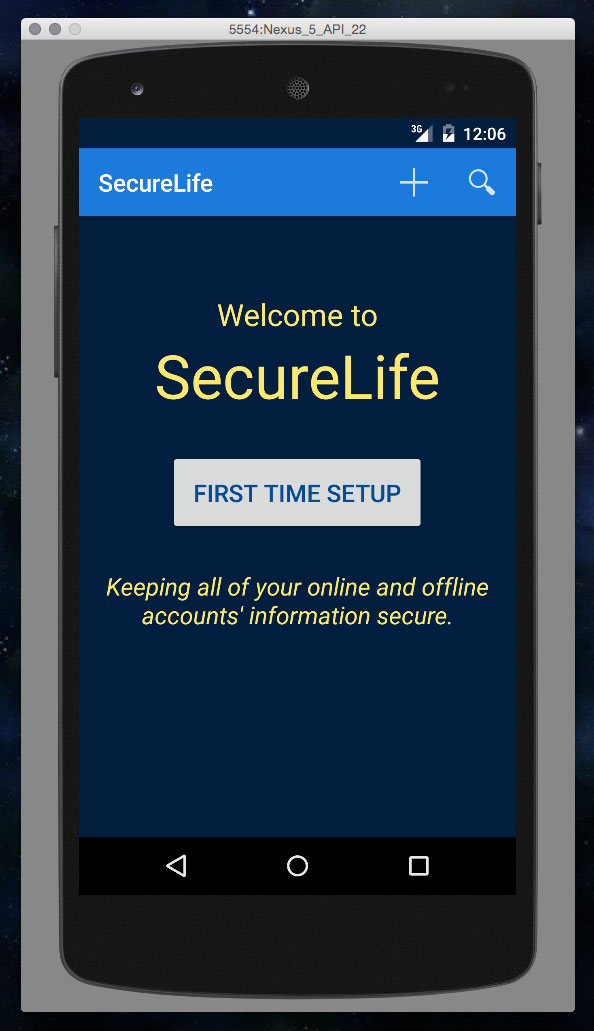 5554:Nexus_5_API_22
3G 12:06
SecureLife
Welcome to
SecureLife
FIRST TIME SETUP
Keeping all of your online and offline
accounts' information secure.